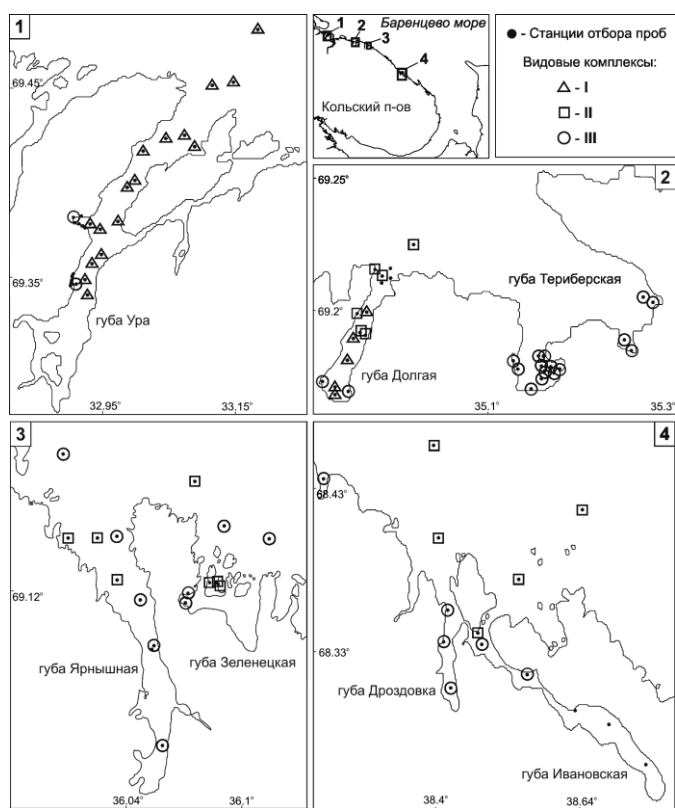 1
69.45°
69.35°
губа Ура
32.95°
33.15°
Баренцево море
1
2
3
4
Кольский п-ов
- Станции отбора проб
Видовые комплексы:
- I
- II
- III
2
69.25°
69.2°
губа Териберская
губа Долгая
35.1°
35.3°
3
69.12°
губа Ярнышная
губа Зеленецкая
36.04°
36.1°
4
68.43°
68.33°
губа Дроздовка
губа Ивановская
38.4°
38.64°